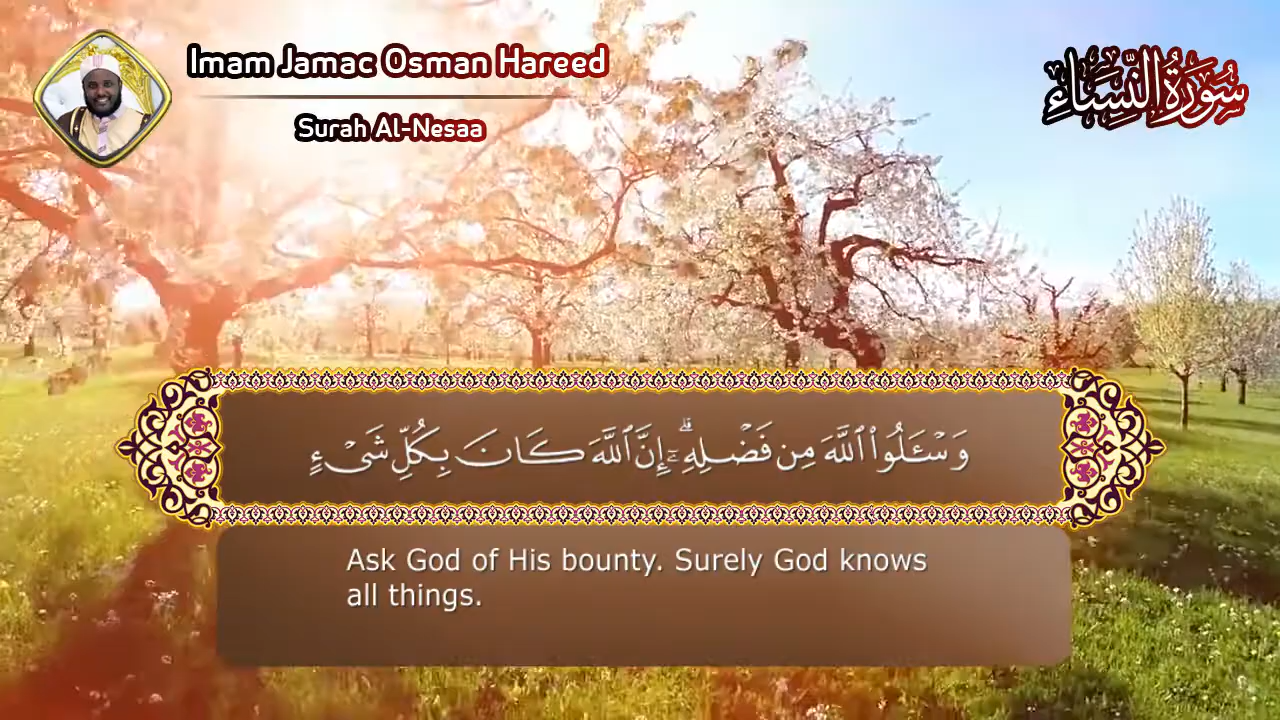 Imam Jamac Osman Hareed
Surah Al-Nesaa
سُورَةُ النِّسَاءِ
وَسْـَٔلُوا۟ ٱللَّهَ مِن فَضْلِهِۦٓ ۗ إِنَّ ٱللَّهَ كَانَ بِكُلِّ شَىْءٍ
Ask God of His bounty. Surely God knows
all things.